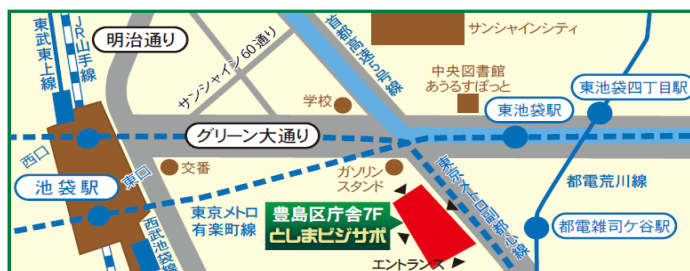 東武東上線
JR山手線
明治通り
サンシャイン60通り
首都高速5号線
サンシャインシティ
中央図書館
あうるすぽっと
東池袋四丁目駅
学校
東池袋駅
グリーン大通り
西口
東口
池袋駅
交番
ガソリン
スタンド
東京メトロ副都心線
都電荒川線
東京メトロ
有楽町線
豊島区庁舎7F
としまビジサポ
都電雑司ケ谷駅
西武池袋線
エントランス